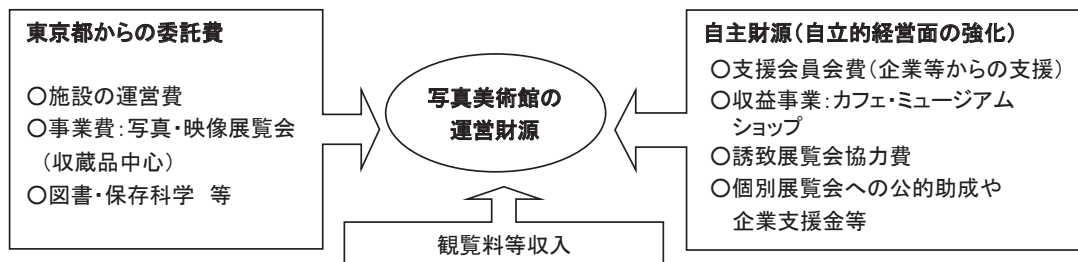 東京都からの委託費
○施設の運営費
○事業費:写真・映像展覧会
(収蔵品中心)
○図書・保存科学 等
写真美術館の
運営財源
観覧料等収入
自主財源(自立的経営面の強化)
○支援会員会費(企業等からの支援)
○収益事業:カフェ・ミュージアム
ショップ
○誘致展覧会協力費
○個別展覧会への公的助成や
企業支援金等